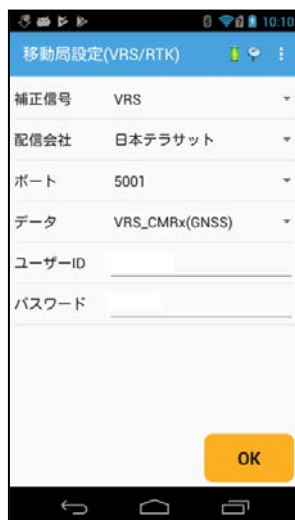 10:10
移動局設定(VRS/RTK)
補正信号 VRS
配信会社 日本テラサット
ポート 5001
データ VRS_CMRx(GNSS)
ユーザーID
パスワード
OK